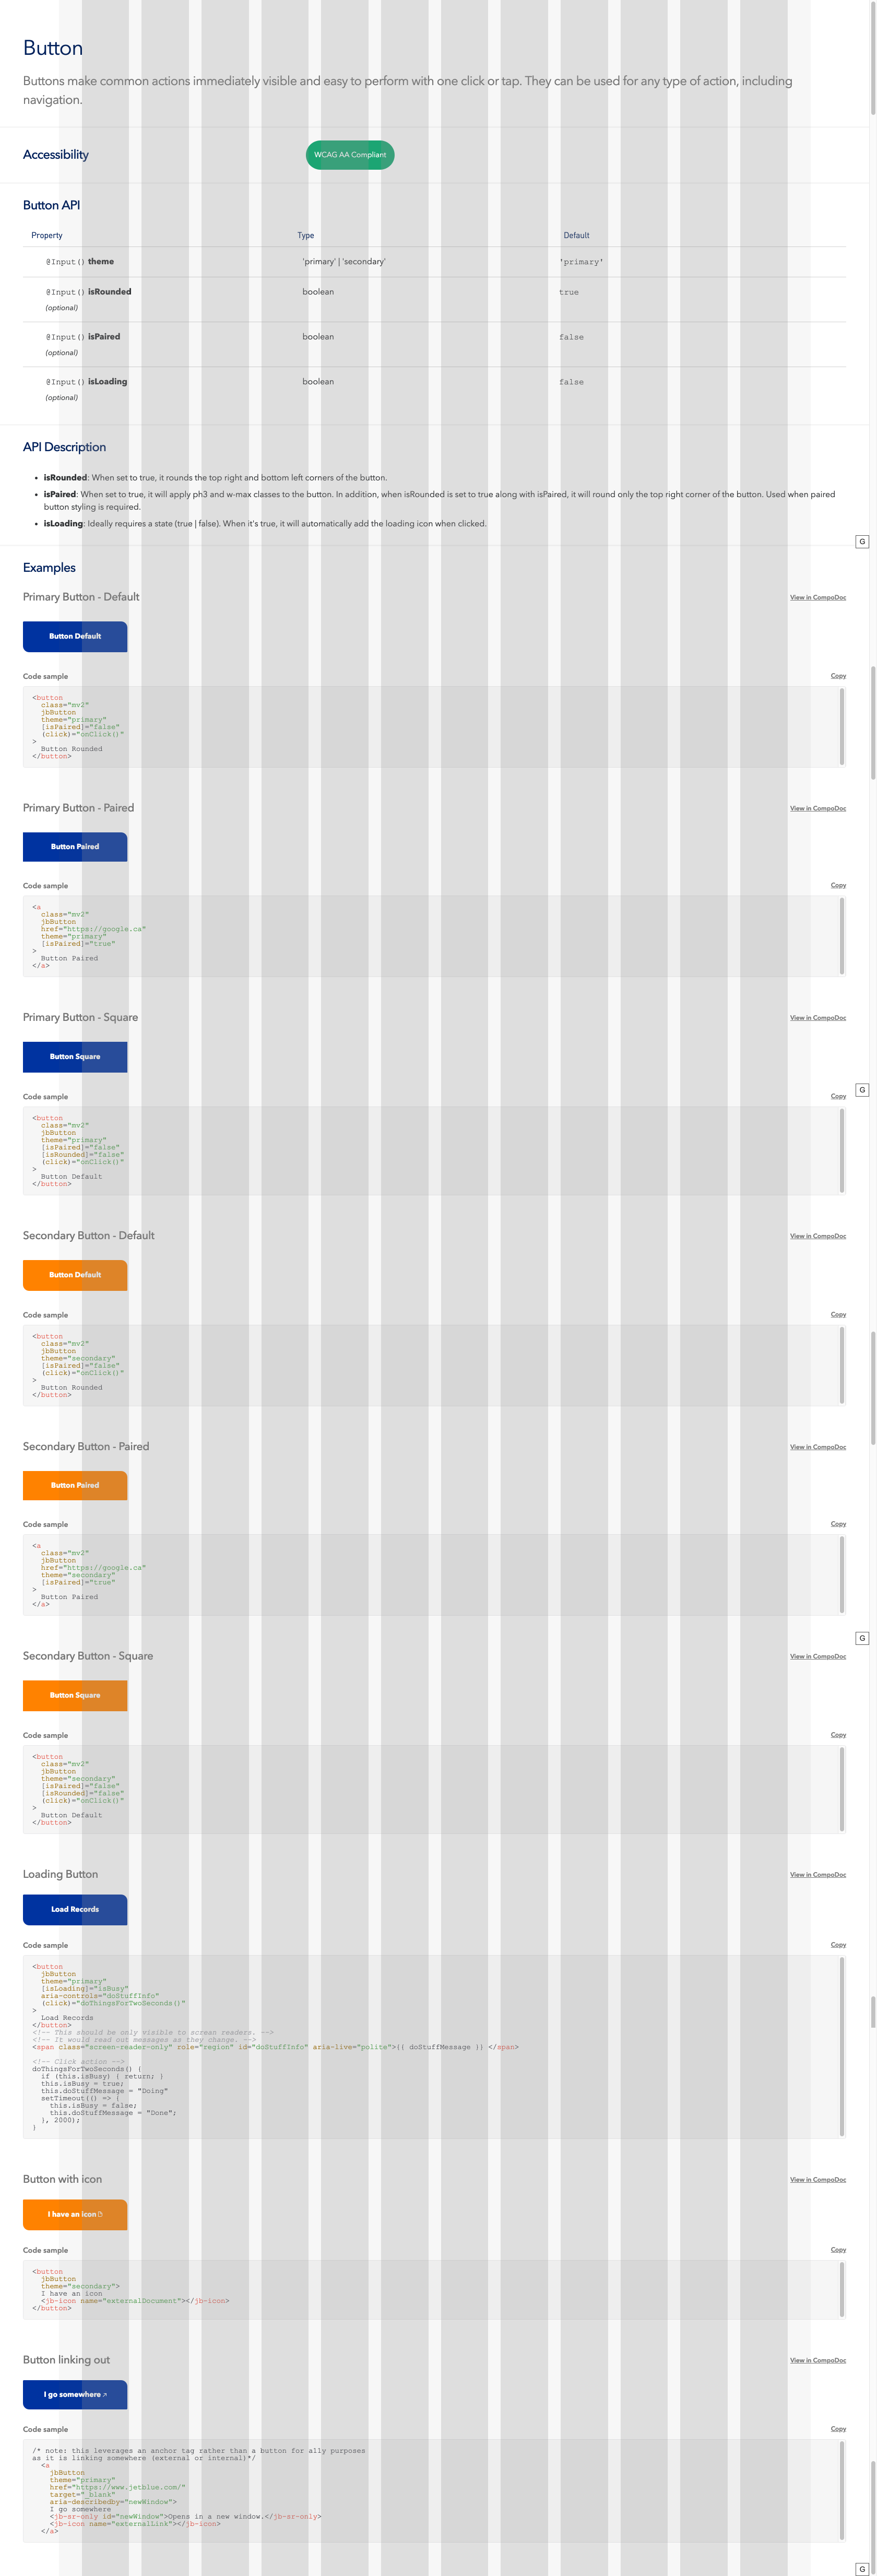 Button
Buttons make common actions immediately visible and easy to perform with one click or tap. They can be used for any type of action, including
navigation.
Accessibility
WCAG AA Compliant
Button API
Property Type Default
@Input() theme 'primary' | 'secondary' 'primary'
@Input() isRounded boolean true
(optional)
@Input() isPaired boolean false
(optional)
@Input() isLoading boolean false
(optional)
API Description
• isRounded: When set to true, it rounds the top right and bottom left corners of the button.
• isPaired: When set to true, it will apply ph3 and w-max classes to the button. In addition, when isRounded is set to true along with isPaired, it will round only the top right corner of the button. Used when paired
button styling is required.
• isLoading: Ideally requires a state (true | false). When it's true, it will automatically add the loading icon when clicked.
G
Examples
Primary Button - Default View in CompoDoc
Button Default
Code sample Copy
<button
class="mv2"
jbButton
theme="primary"
[isPaired]="false"
(click)="onClick()"
>
Button Rounded
</button>
Primary Button - Paired View in CompoDoc
Button Paired
Code sample Copy
<a
class="mv2"
jbButton
href="https://google.ca"
theme="primary"
[isPaired]="true"
>
Button Paired
</a>
Primary Button - Square View in CompoDoc
Button Square
G
Code sample Copy
<button
class="mv2"
jbButton
theme="primary"
[isPaired]="false"
[isRounded]="false"
(click)="onClick()"
>
Button Default
</button>
Secondary Button - Default View in CompoDoc
Button Default
Code sample Copy
<button
class="mv2"
jbButton
theme="secondary"
[isPaired]="false"
(click)="onClick()"
>
Button Rounded
</button>
Secondary Button - Paired View in CompoDoc
Button Paired
Code sample Copy
<a
class="mv2"
jbButton
href="https://google.ca"
theme="secondary"
[isPaired]="true"
>
Button Paired
</a>
G
Secondary Button - Square View in CompoDoc
Button Square
Code sample Copy
<button
class="mv2"
jbButton
theme="secondary"
[isPaired]="false"
[isRounded]="false"
(click)="onClick()"
>
Button Default
</button>
Loading Button View in CompoDoc
Load Records
Code sample Copy
<button
jbButton
theme="primary"
[isLoading]="isBusy"
aria-controls="doStuffInfo"
(click)="doThingsForTwoSeconds()"
>
Load Records
</button>
<!-- This should be only visible to screan readers. -->
<!-- It would read out messages as they change. -->
<span class="screen-reader-only" role="region" id="doStuffInfo" aria-live="polite">{{ doStuffMessage }} </span>
<!-- Click action -->
doThingsForTwoSeconds() {
if (this.isBusy) { return; }
this.isBusy = true;
this.doStuffMessage = "Doing"
setTimeout(() => {
this.isBusy = false;
this.doStuffMessage = "Done";
}, 2000);
}
Button with icon View in CompoDoc
I have an icon
Code sample Copy
<button
jbButton
theme="secondary">
I have an icon
<jb-icon name="externalDocument"></jb-icon>
</button>
Button linking out View in CompoDoc
I go somewhere
Code sample Copy
/* note: this leverages an anchor tag rather than a button for ally purposes
as it is linking somewhere (external or internal)*/
<a
jbButton
theme="primary"
href="https://www.jetblue.com/"
target="_blank"
aria-describedby="newWindow">
I go somewhere
<jb-sr-only id="newWindow">Opens in a new window.</jb-sr-only>
<jb-icon name="externalLink"></jb-icon>
</a>
G